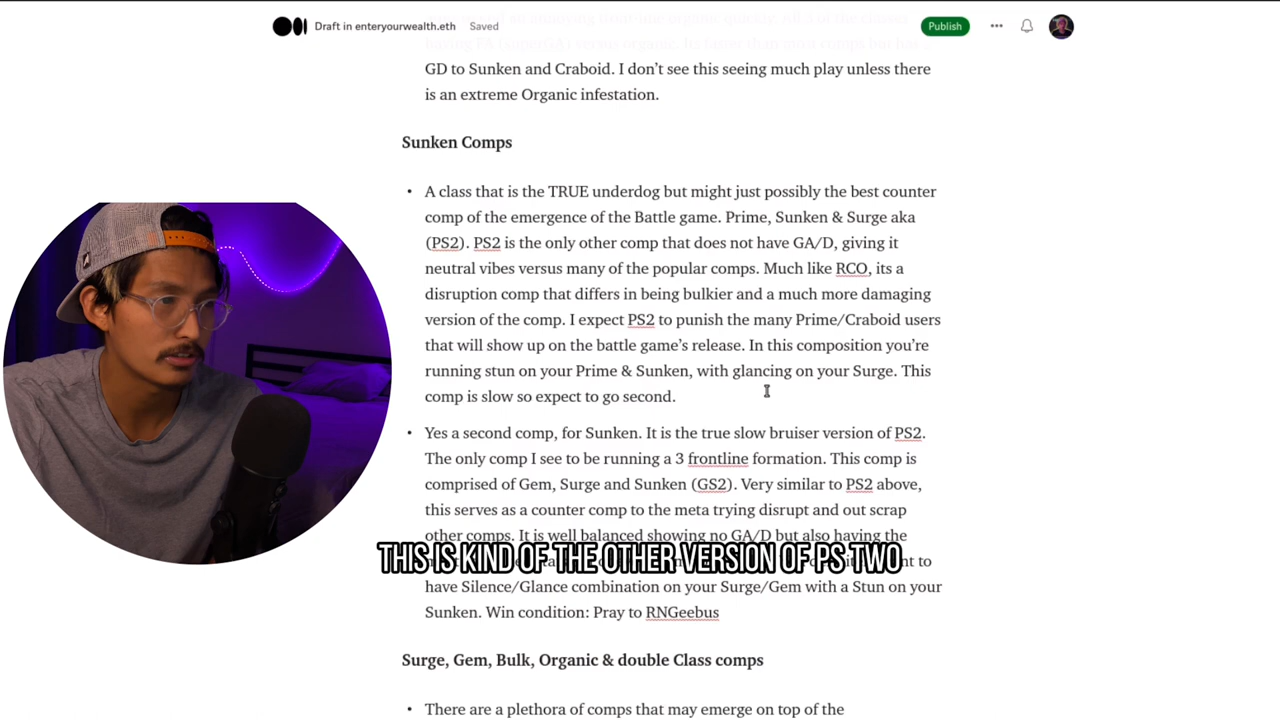 Draft in enteryourwealth.eth Saved Publish
GD to Sunken and Craboid. I don't see this seeing much play unless there
is an extreme Organic infestation.
Sunken Comps
• A class that is the TRUE underdog but might just possibly the best counter
comp of the emergence of the Battle game. Prime, Sunken & Surge aka
(PS2). PS2 is the only other comp that does not have GA/D, giving it
neutral vibes versus many of the popular comps. Much like RCO, its a
disruption comp that differs in being bulkier and a much more damaging
version of the comp. I expect PS2 to punish the many Prime/Craboid users
that will show up on the battle game's release. In this composition you're
running stun on your Prime & Sunken, with glancing on your Surge. This
comp is slow so expect to go second.
• Yes a second comp, for Sunken. It is the true slow bruiser version of PS2.
The only comp I see to be running a 3 frontline formation. This comp is
comprised of Gem, Surge and Sunken (GS2). Very similar to PS2 above,
this serves as a counter comp to the meta trying disrupt and out scrap
other comps. It is well balanced showing no GA/D but also having the
THIS IS KIND OF THE OTHER VERSION OF PS TWO
have Silence/Glance combination on your Surge/Gem with a Stun on your
Sunken. Win condition: Pray to RNGeebus
Surge, Gem, Bulk, Organic & double Class comps
• There are a plethora of comps that may emerge on top of the